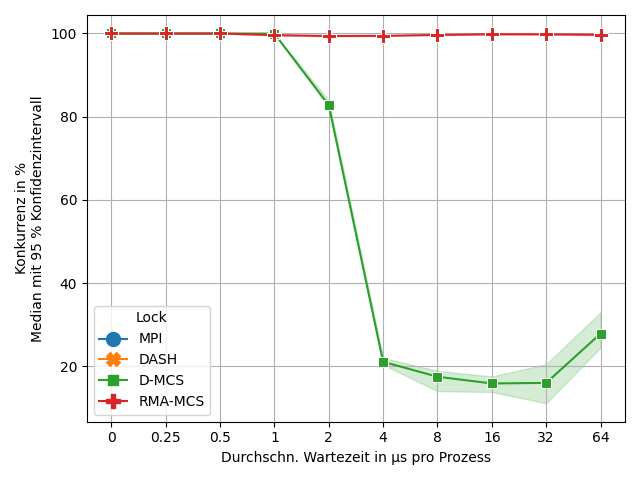 Konkurrenz in %
Median mit 95 % Konfidenzintervall
100
80
60
40
20
Lock
MPI
DASH
D-MCS
RMA-MCS
0 0.25 0.5 1 2 4 8 16 32 64
Durchschn. Wartezeit in µs pro Prozess